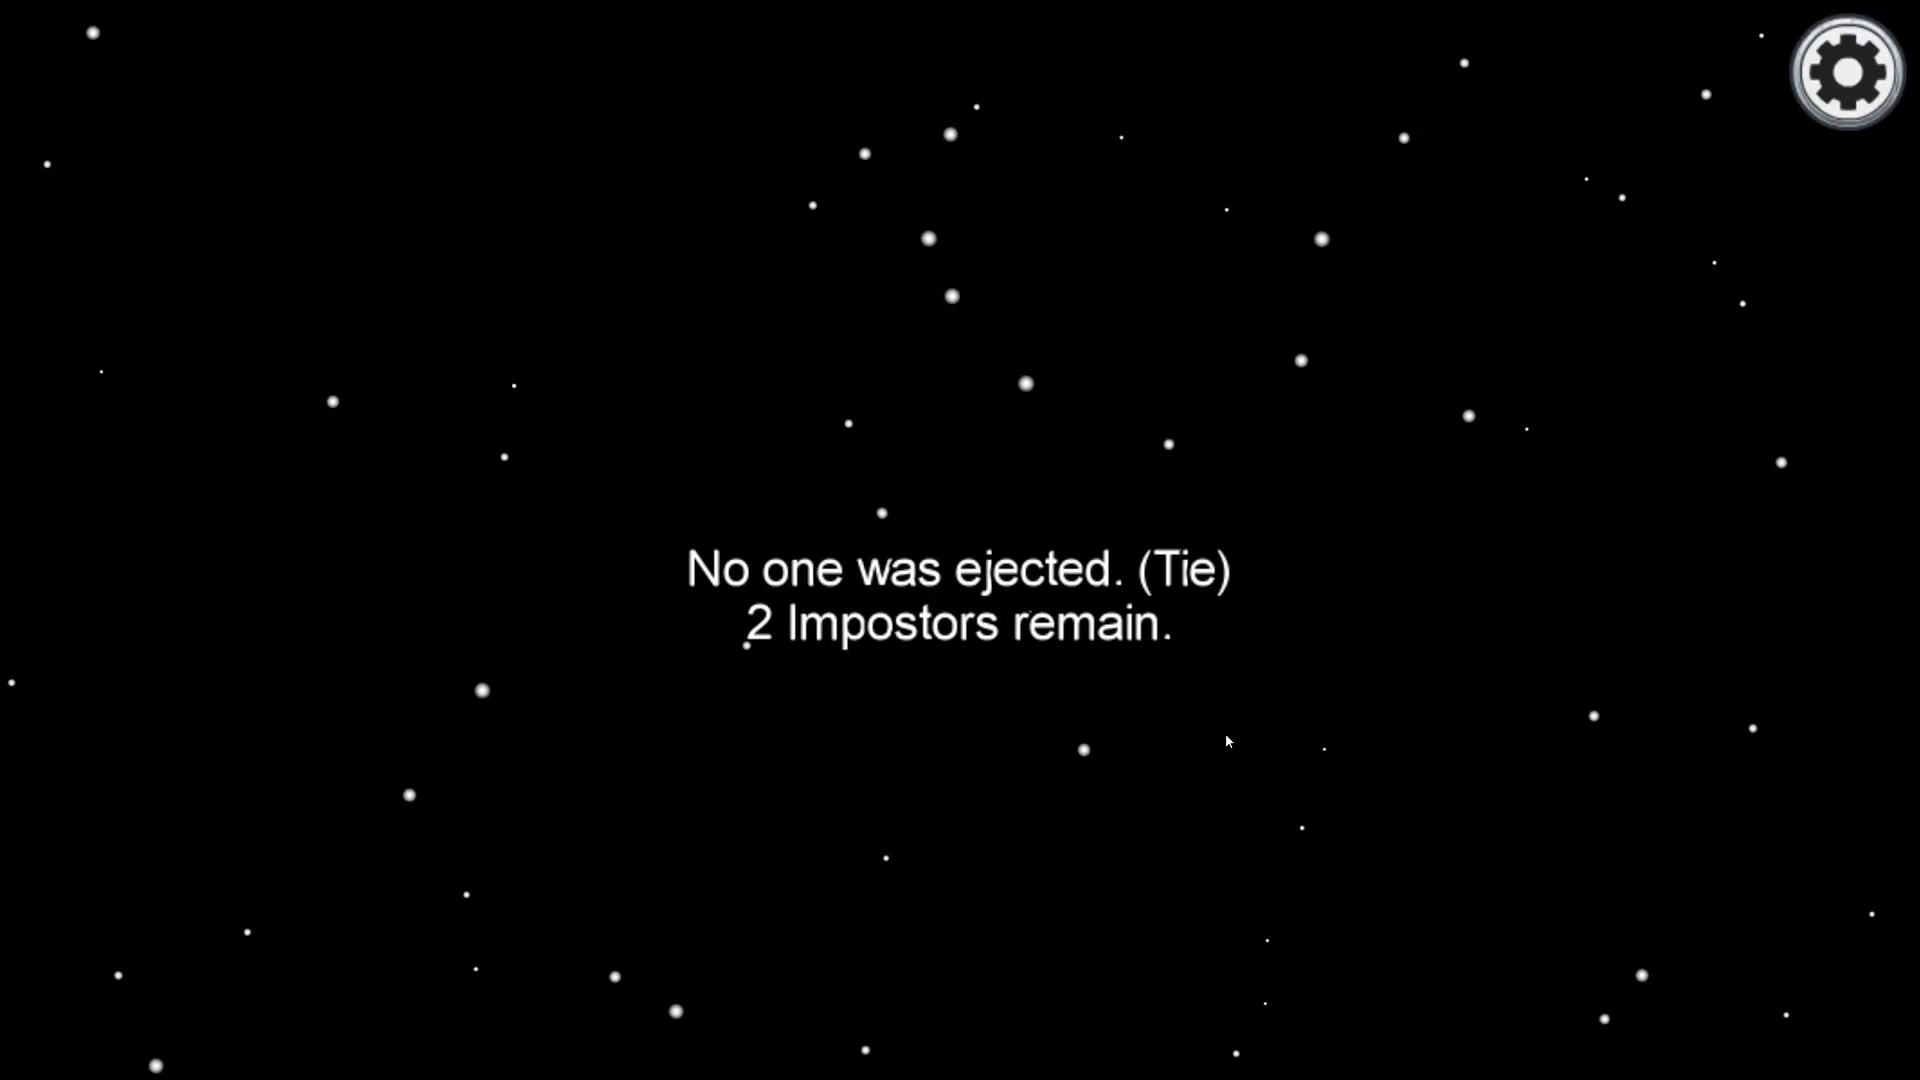 No one was ejected. (Tie)
2 Impostors remain.